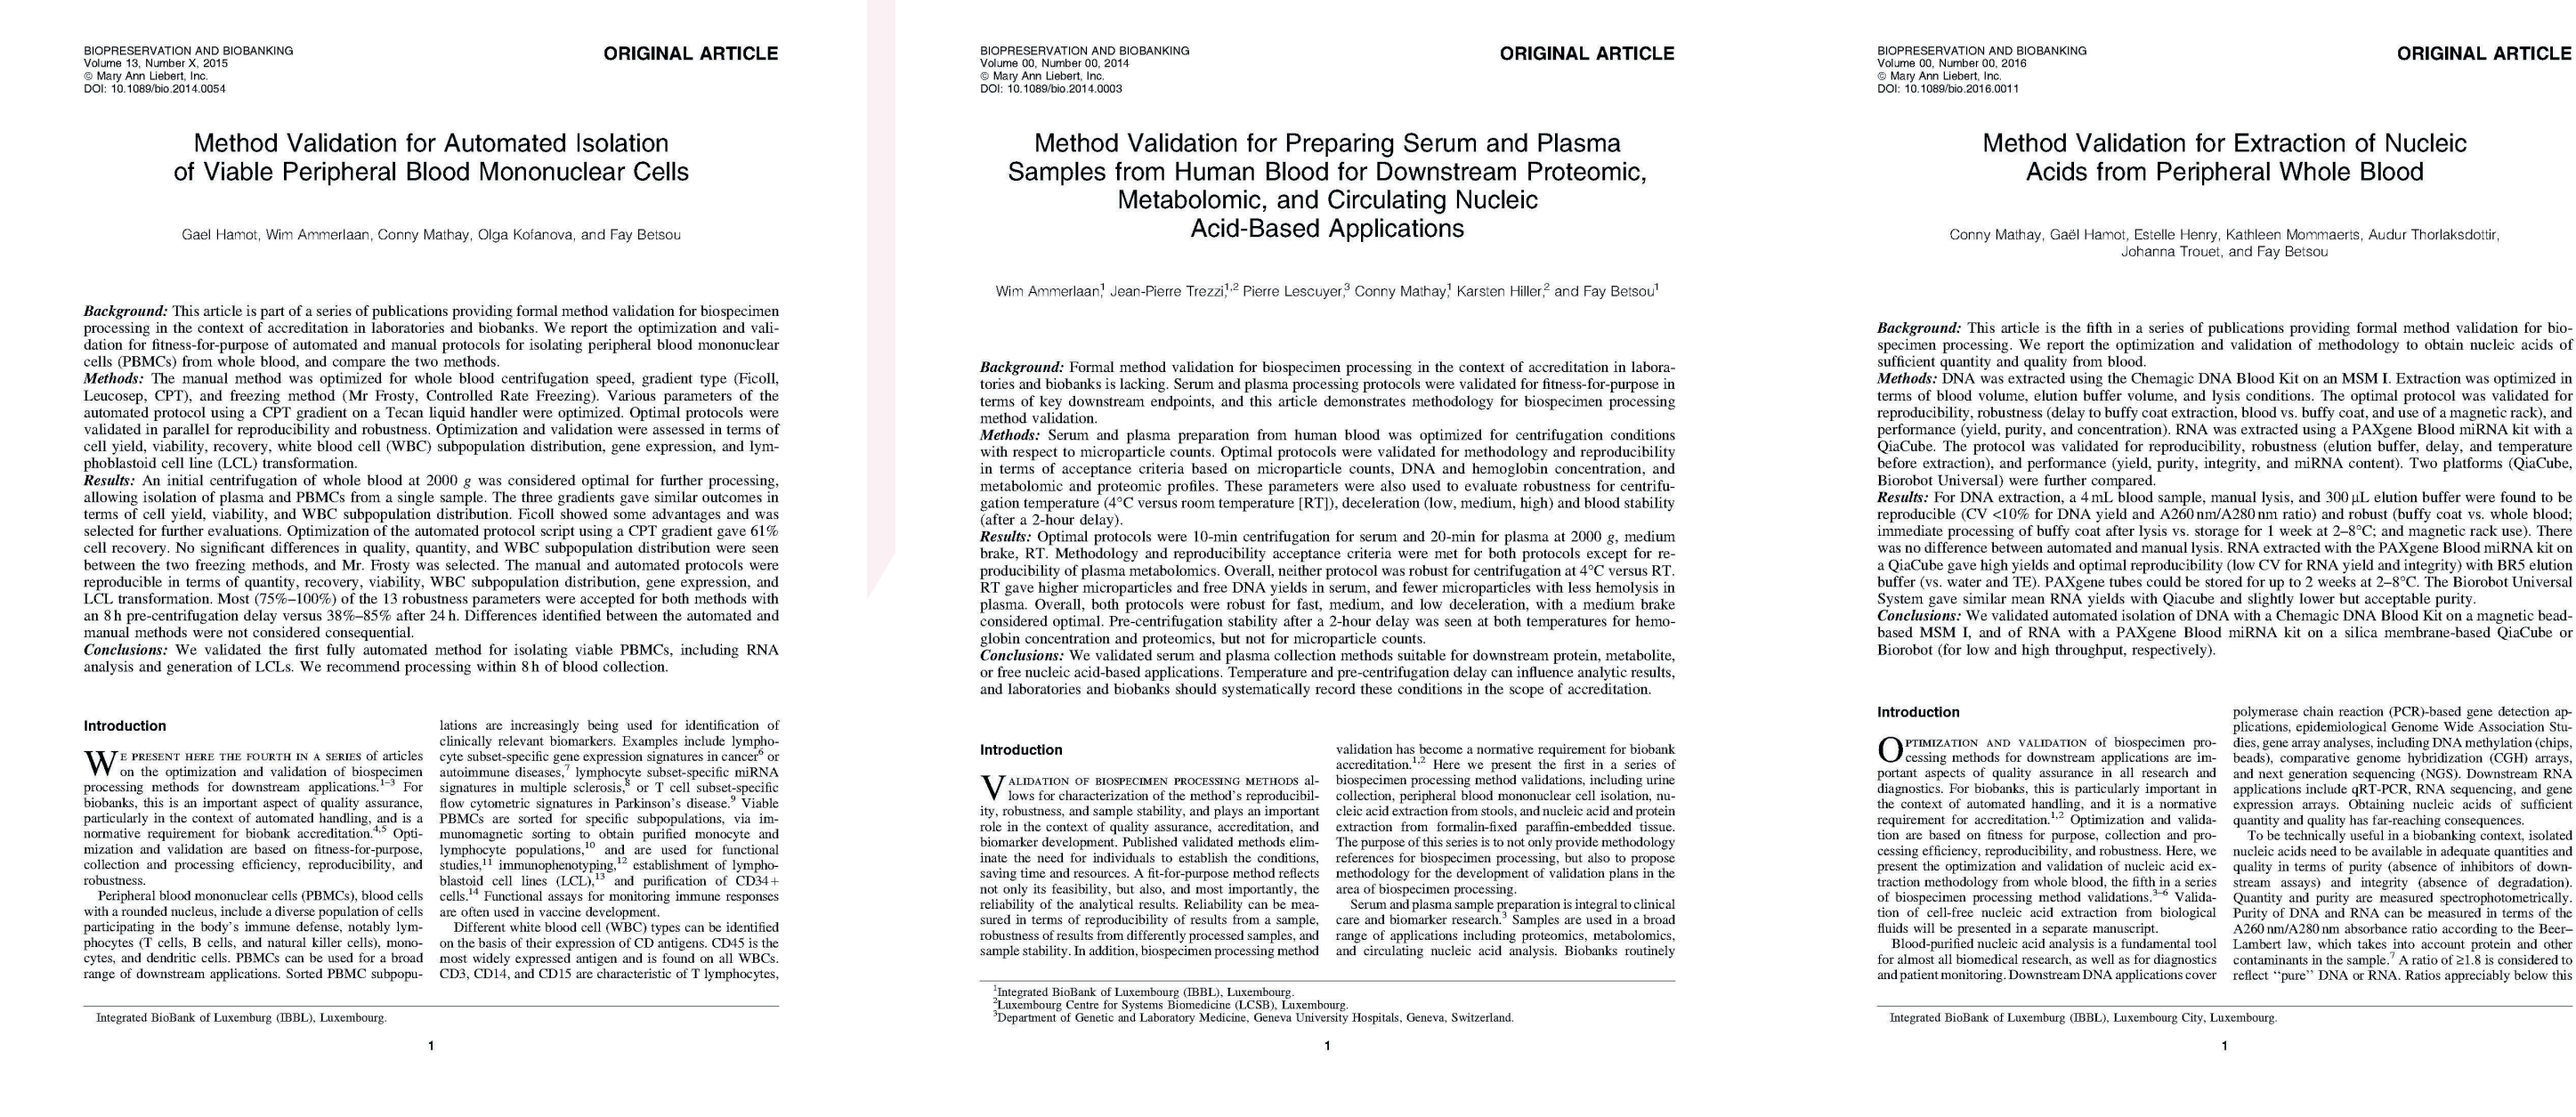 BIOPRESERVATION AND BIOBANKING
Volume 13, Number X, 2015
© Mary Ann Liebert, Inc.
DOI: 10.1089/bio.2014.0054
ORIGINAL ARTICLE
Method Validation for Automated Isolation
of Viable Peripheral Blood Mononuclear Cells
Gael Hamot, Wim Ammerlaan, Conny Mathay, Olga Kofanova, and Fay Betsou
Background: This article is part of a series of publications providing formal method validation for biospecimen
processing in the context of accreditation in laboratories and biobanks. We report the optimization and vali-
dation for fitness-for-purpose of automated and manual protocols for isolating peripheral blood mononuclear
cells (PBMCs) from whole blood, and compare the two methods.
Methods: The manual method was optimized for whole blood centrifugation speed, gradient type (Ficoll,
Leucosep, CPT), and freezing method (Mr Frosty, Controlled Rate Freezing). Various parameters of the
automated protocol using a CPT gradient on a Tecan liquid handler were optimized. Optimal protocols were
validated in parallel for reproducibility and robustness. Optimization and validation were assessed in terms of
cell yield, viability, recovery, white blood cell (WBC) subpopulation distribution, gene expression, and lym-
phoblastoid cell line (LCL) transformation.
Results: An initial centrifugation of whole blood at 2000 g was considered optimal for further processing,
allowing isolation of plasma and PBMCs from a single sample. The three gradients gave similar outcomes in
terms of cell yield, viability, and WBC subpopulation distribution. Ficoll showed some advantages and was
selected for further evaluations. Optimization of the automated protocol script using a CPT gradient gave 61%
cell recovery. No significant differences in quality, quantity, and WBC subpopulation distribution were seen
between the two freezing methods, and Mr. Frosty was selected. The manual and automated protocols were
reproducible in terms of quantity, recovery, viability, WBC subpopulation distribution, gene expression, and
LCL transformation. Most (75%–100%) of the 13 robustness parameters were accepted for both methods with
an 8 h pre-centrifugation delay versus 38%–85% after 24 h. Differences identified between the automated and
manual methods were not considered consequential.
Conclusions: We validated the first fully automated method for isolating viable PBMCs, including RNA
analysis and generation of LCLs. We recommend processing within 8 h of blood collection.
Introduction
WE PRESENT HERE THE FOURTH IN A SERIES of articles
on the optimization and validation of biospecimen
processing methods for downstream applications.1–3 For
biobanks, this is an important aspect of quality assurance,
particularly in the context of automated handling, and is a
normative requirement for biobank accreditation.4,5 Opti-
mization and validation are based on fitness-for-purpose,
collection and processing efficiency, reproducibility, and
robustness.
Peripheral blood mononuclear cells (PBMCs), blood cells
with a rounded nucleus, include a diverse population of cells
participating in the body's immune defense, notably lym-
phocytes (T cells, B cells, and natural killer cells), mono-
cytes, and dendritic cells. PBMCs can be used for a broad
range of downstream applications. Sorted PBMC subpopu-
lations are increasingly being used for identification of
clinically relevant biomarkers. Examples include lympho-
cyte subset-specific gene expression signatures in cancer6 or
autoimmune diseases,7 lymphocyte subset-specific miRNA
signatures in multiple sclerosis,8 or T cell subset-specific
flow cytometric signatures in Parkinson's disease.9 Viable
PBMCs are sorted for specific subpopulations, via im-
munomagnetic sorting to obtain purified monocyte and
lymphocyte populations,10 and are used for functional
studies,11 immunophenotyping,12 establishment of lympho-
blastoid cell lines (LCL),13 and purification of CD34+
cells.14 Functional assays for monitoring immune responses
are often used in vaccine development.
Different white blood cell (WBC) types can be identified
on the basis of their expression of CD antigens. CD45 is the
most widely expressed antigen and is found on all WBCs.
CD3, CD14, and CD15 are characteristic of T lymphocytes,
Integrated BioBank of Luxemburg (IBBL), Luxembourg.
1
BIOPRESERVATION AND BIOBANKING
Volume 00, Number 00, 2014
© Mary Ann Liebert, Inc.
DOI: 10.1089/bio.2014.0003
ORIGINAL ARTICLE
Method Validation for Preparing Serum and Plasma
Samples from Human Blood for Downstream Proteomic,
Metabolomic, and Circulating Nucleic
Acid-Based Applications
Wim Ammerlaan,1 Jean-Pierre Trezzi,1,2 Pierre Lescuyer,3 Conny Mathay,1 Karsten Hiller,2 and Fay Betsou1
Background: Formal method validation for biospecimen processing in the context of accreditation in labora-
tories and biobanks is lacking. Serum and plasma processing protocols were validated for fitness-for-purpose in
terms of key downstream endpoints, and this article demonstrates methodology for biospecimen processing
method validation.
Methods: Serum and plasma preparation from human blood was optimized for centrifugation conditions
with respect to microparticle counts. Optimal protocols were validated for methodology and reproducibility
in terms of acceptance criteria based on microparticle counts, DNA and hemoglobin concentration, and
metabolomic and proteomic profiles. These parameters were also used to evaluate robustness for centrifu-
gation temperature (4°C versus room temperature [RT]), deceleration (low, medium, high) and blood stability
(after a 2-hour delay).
Results: Optimal protocols were 10-min centrifugation for serum and 20-min for plasma at 2000 g, medium
brake, RT. Methodology and reproducibility acceptance criteria were met for both protocols except for re-
producibility of plasma metabolomics. Overall, neither protocol was robust for centrifugation at 4°C versus RT.
RT gave higher microparticles and free DNA yields in serum, and fewer microparticles with less hemolysis in
plasma. Overall, both protocols were robust for fast, medium, and low deceleration, with a medium brake
considered optimal. Pre-centrifugation stability after a 2-hour delay was seen at both temperatures for hemo-
globin concentration and proteomics, but not for microparticle counts.
Conclusions: We validated serum and plasma collection methods suitable for downstream protein, metabolite,
or free nucleic acid-based applications. Temperature and pre-centrifugation delay can influence analytic results,
and laboratories and biobanks should systematically record these conditions in the scope of accreditation.
Introduction
VALIDATION OF BIOSPECIMEN PROCESSING METHODS al-
lows for characterization of the method's reproducibil-
ity, robustness, and sample stability, and plays an important
role in the context of quality assurance, accreditation, and
biomarker development. Published validated methods elim-
inate the need for individuals to establish the conditions,
saving time and resources. A fit-for-purpose method reflects
not only its feasibility, but also, and most importantly, the
reliability of the analytical results. Reliability can be mea-
sured in terms of reproducibility of results from a sample,
robustness of results from differently processed samples, and
sample stability. In addition, biospecimen processing method
validation has become a normative requirement for biobank
accreditation.1,2 Here we present the first in a series of
biospecimen processing method validations, including urine
collection, peripheral blood mononuclear cell isolation, nu-
cleic acid extraction from stools, and nucleic acid and protein
extraction from formalin-fixed paraffin-embedded tissue.
The purpose of this series is to not only provide methodology
references for biospecimen processing, but also to propose
methodology for the development of validation plans in the
area of biospecimen processing.
Serum and plasma sample preparation is integral to clinical
care and biomarker research.3 Samples are used in a broad
range of applications including proteomics, metabolomics,
and circulating nucleic acid analysis. Biobanks routinely
1Integrated BioBank of Luxembourg (IBBL), Luxembourg.
2Luxembourg Centre for Systems Biomedicine (LCSB), Luxembourg.
3Department of Genetic and Laboratory Medicine, Geneva University Hospitals, Geneva, Switzerland.
1
BIOPRESERVATION AND BIOBANKING
Volume 00, Number 00, 2016
© Mary Ann Liebert, Inc.
DOI: 10.1089/bio.2016.0011
ORIGINAL ARTICLE
Method Validation for Extraction of Nucleic
Acids from Peripheral Whole Blood
Conny Mathay, Gaël Hamot, Estelle Henry, Kathleen Mommaerts, Audur Thorlaksdottir,
Johanna Trouet, and Fay Betsou
Background: This article is the fifth in a series of publications providing formal method validation for bio-
specimen processing. We report the optimization and validation of methodology to obtain nucleic acids of
sufficient quantity and quality from blood.
Methods: DNA was extracted using the Chemagic DNA Blood Kit on an MSM I. Extraction was optimized in
terms of blood volume, elution buffer volume, and lysis conditions. The optimal protocol was validated for
reproducibility, robustness (delay to buffy coat extraction, blood vs. buffy coat, and use of a magnetic rack), and
performance (yield, purity, and concentration). RNA was extracted using a PAXgene Blood miRNA kit with a
QiaCube. The protocol was validated for reproducibility, robustness (elution buffer, delay, and temperature
before extraction), and performance (yield, purity, integrity, and miRNA content). Two platforms (QiaCube,
Biorobot Universal) were further compared.
Results: For DNA extraction, a 4 mL blood sample, manual lysis, and 300 μL elution buffer were found to be
reproducible (CV <10% for DNA yield and A260 nm/A280 nm ratio) and robust (buffy coat vs. whole blood;
immediate processing of buffy coat after lysis vs. storage for 1 week at 2–8°C; and magnetic rack use). There
was no difference between automated and manual lysis. RNA extracted with the PAXgene Blood miRNA kit on
a QiaCube gave high yields and optimal reproducibility (low CV for RNA yield and integrity) with BR5 elution
buffer (vs. water and TE). PAXgene tubes could be stored for up to 2 weeks at 2–8°C. The Biorobot Universal
System gave similar mean RNA yields with Qiacube and slightly lower but acceptable purity.
Conclusions: We validated automated isolation of DNA with a Chemagic DNA Blood Kit on a magnetic bead-
based MSM I, and of RNA with a PAXgene Blood miRNA kit on a silica membrane-based QiaCube or
Biorobot (for low and high throughput, respectively).
Introduction
OPTIMIZATION AND VALIDATION of biospecimen pro-
cessing methods for downstream applications are im-
portant aspects of quality assurance in all research and
diagnostics. For biobanks, this is particularly important in
the context of automated handling, and it is a normative
requirement for accreditation.1,2 Optimization and valida-
tion are based on fitness for purpose, collection and pro-
cessing efficiency, reproducibility, and robustness. Here, we
present the optimization and validation of nucleic acid ex-
traction methodology from whole blood, the fifth in a series
of biospecimen processing method validations.3–6 Valida-
tion of cell-free nucleic acid extraction from biological
fluids will be presented in a separate manuscript.
Blood-purified nucleic acid analysis is a fundamental tool
for almost all biomedical research, as well as for diagnostics
and patient monitoring. Downstream DNA applications cover
polymerase chain reaction (PCR)-based gene detection ap-
plications, epidemiological Genome Wide Association Stu-
dies, gene array analyses, including DNA methylation (chips,
beads), comparative genome hybridization (CGH) arrays,
and next generation sequencing (NGS). Downstream RNA
applications include qRT-PCR, RNA sequencing, and gene
expression arrays. Obtaining nucleic acids of sufficient
quantity and quality has far-reaching consequences.
To be technically useful in a biobanking context, isolated
nucleic acids need to be available in adequate quantities and
quality in terms of purity (absence of inhibitors of down-
stream assays) and integrity (absence of degradation).
Quantity and purity are measured spectrophotometrically.
Purity of DNA and RNA can be measured in terms of the
A260 nm/A280 nm absorbance ratio according to the Beer–
Lambert law, which takes into account protein and other
contaminants in the sample.7 A ratio of ≥1.8 is considered to
reflect ‘‘pure’’ DNA or RNA. Ratios appreciably below this
Integrated BioBank of Luxemburg (IBBL), Luxembourg City, Luxembourg.
1